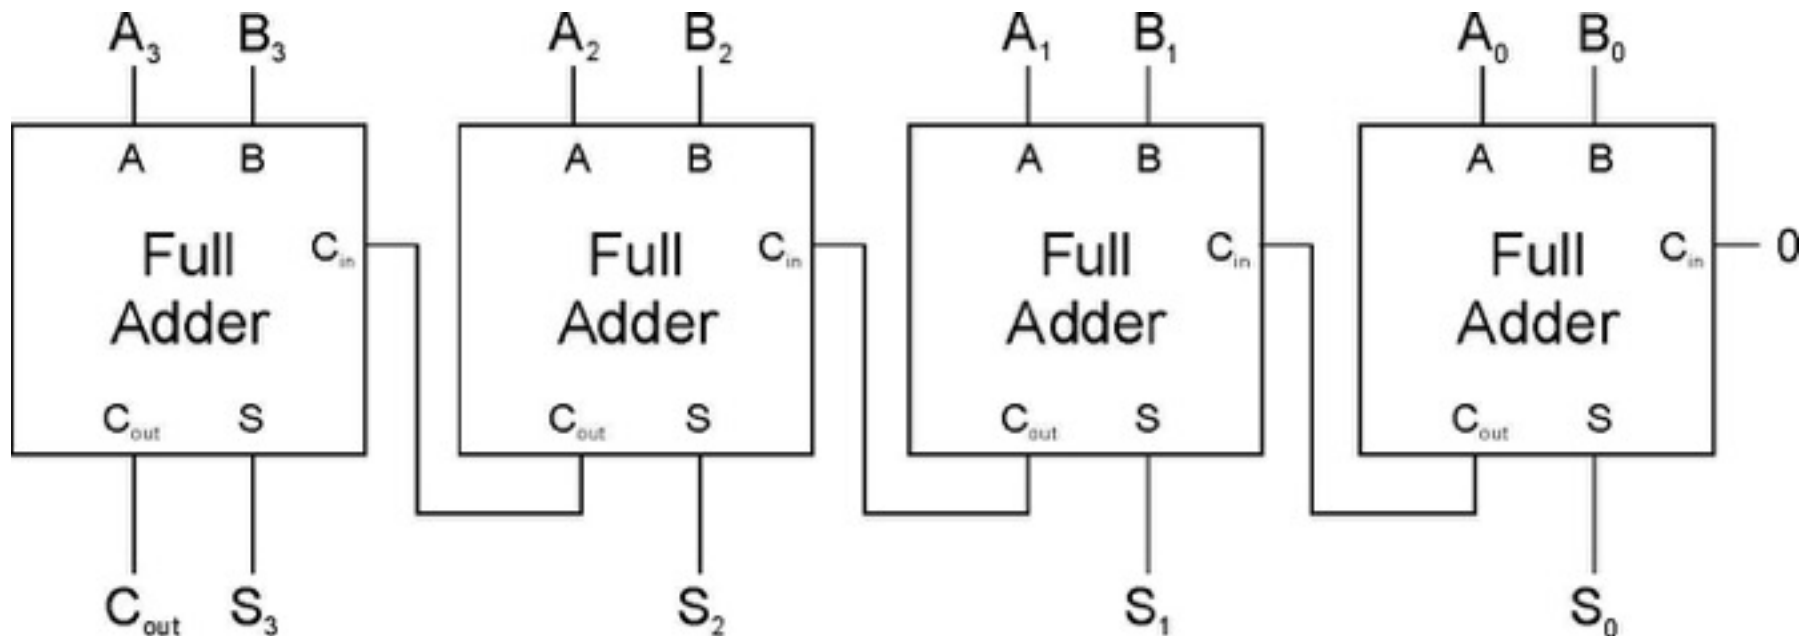 A3 B3 A2 B2 A1 B1 A0 B0
A B A B A B A B
Full Cin Full Cin Full Cin Full Cin 0
Adder Adder Adder Adder
Cout S Cout S Cout S Cout S
Cout S3 S2 S1 S0